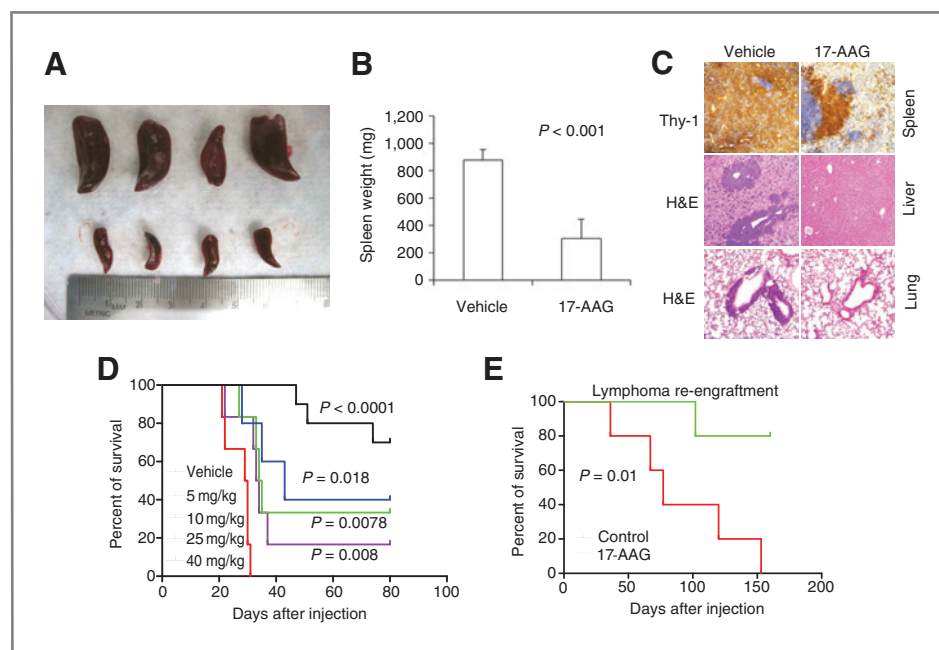 A
B
1,200
1,000
800
600
400
200
0
Spleen weight (mg)
P < 0.001
Vehicle
17-AAG
C
Vehicle
17-AAG
Thy-1
Spleen
H&E
Liver
H&E
Lung
D
100
80
60
40
20
0
Percent of survival
P < 0.0001
P = 0.018
P = 0.0078
P = 0.008
Vehicle
5 mg/kg
10 mg/kg
25 mg/kg
40 mg/kg
0
20
40
60
80
100
Days after injection
E
Lymphoma re-engraftment
100
80
60
40
20
0
Percent of survival
P = 0.01
Control
17-AAG
0
50
100
150
200
Days after injection